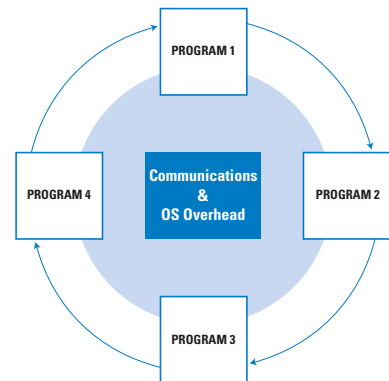 PROGRAM 1
PROGRAM 4
Communications
&
OS Overhead
PROGRAM 2
PROGRAM 3